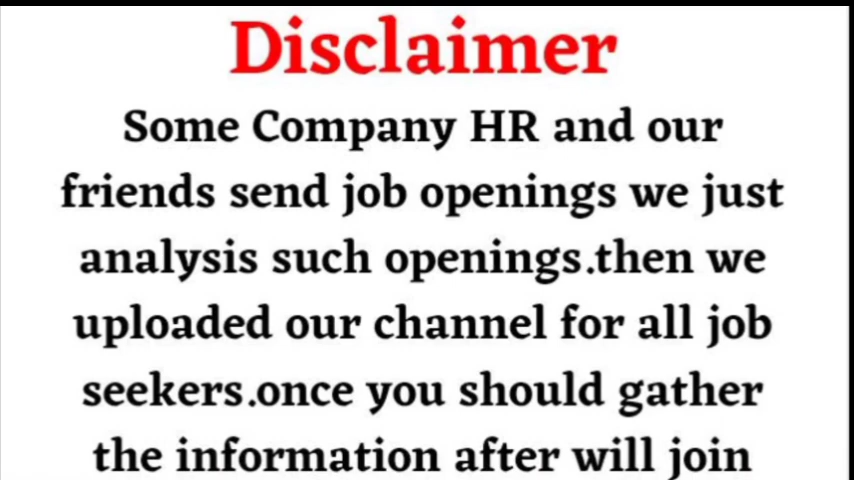 Disclaimer
Some Company HR and our
friends send job openings we just
analysis such openings.then we
uploaded our channel for all job
seekers.once you should gather
the information after will join